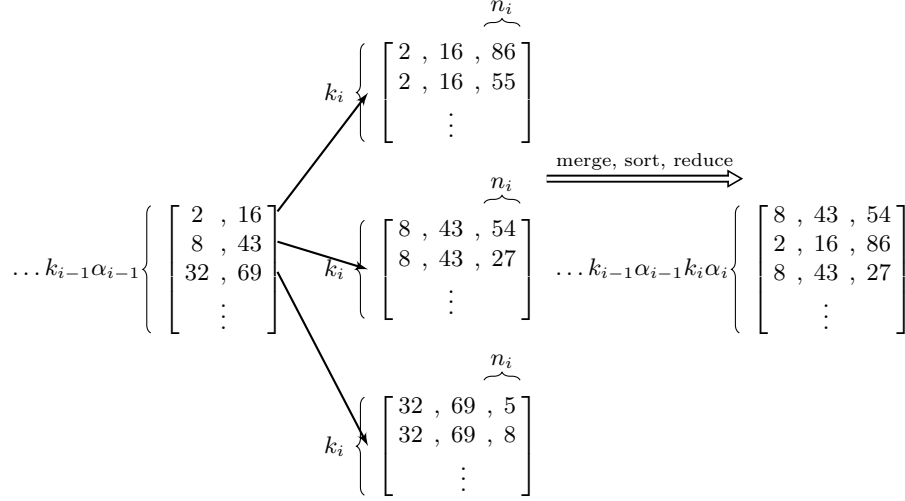 n_i
k_i
2 , 16 , 86
2 , 16 , 55
⋮
merge, sort, reduce
…k_{i−1}α_{i−1}
2 , 16
8 , 43
32 , 69
⋮
n_i
k_i
8 , 43 , 54
8 , 43 , 27
⋮
…k_{i−1}α_{i−1}k_iα_i
8 , 43 , 54
2 , 16 , 86
8 , 43 , 27
⋮
n_i
k_i
32 , 69 , 5
32 , 69 , 8
⋮